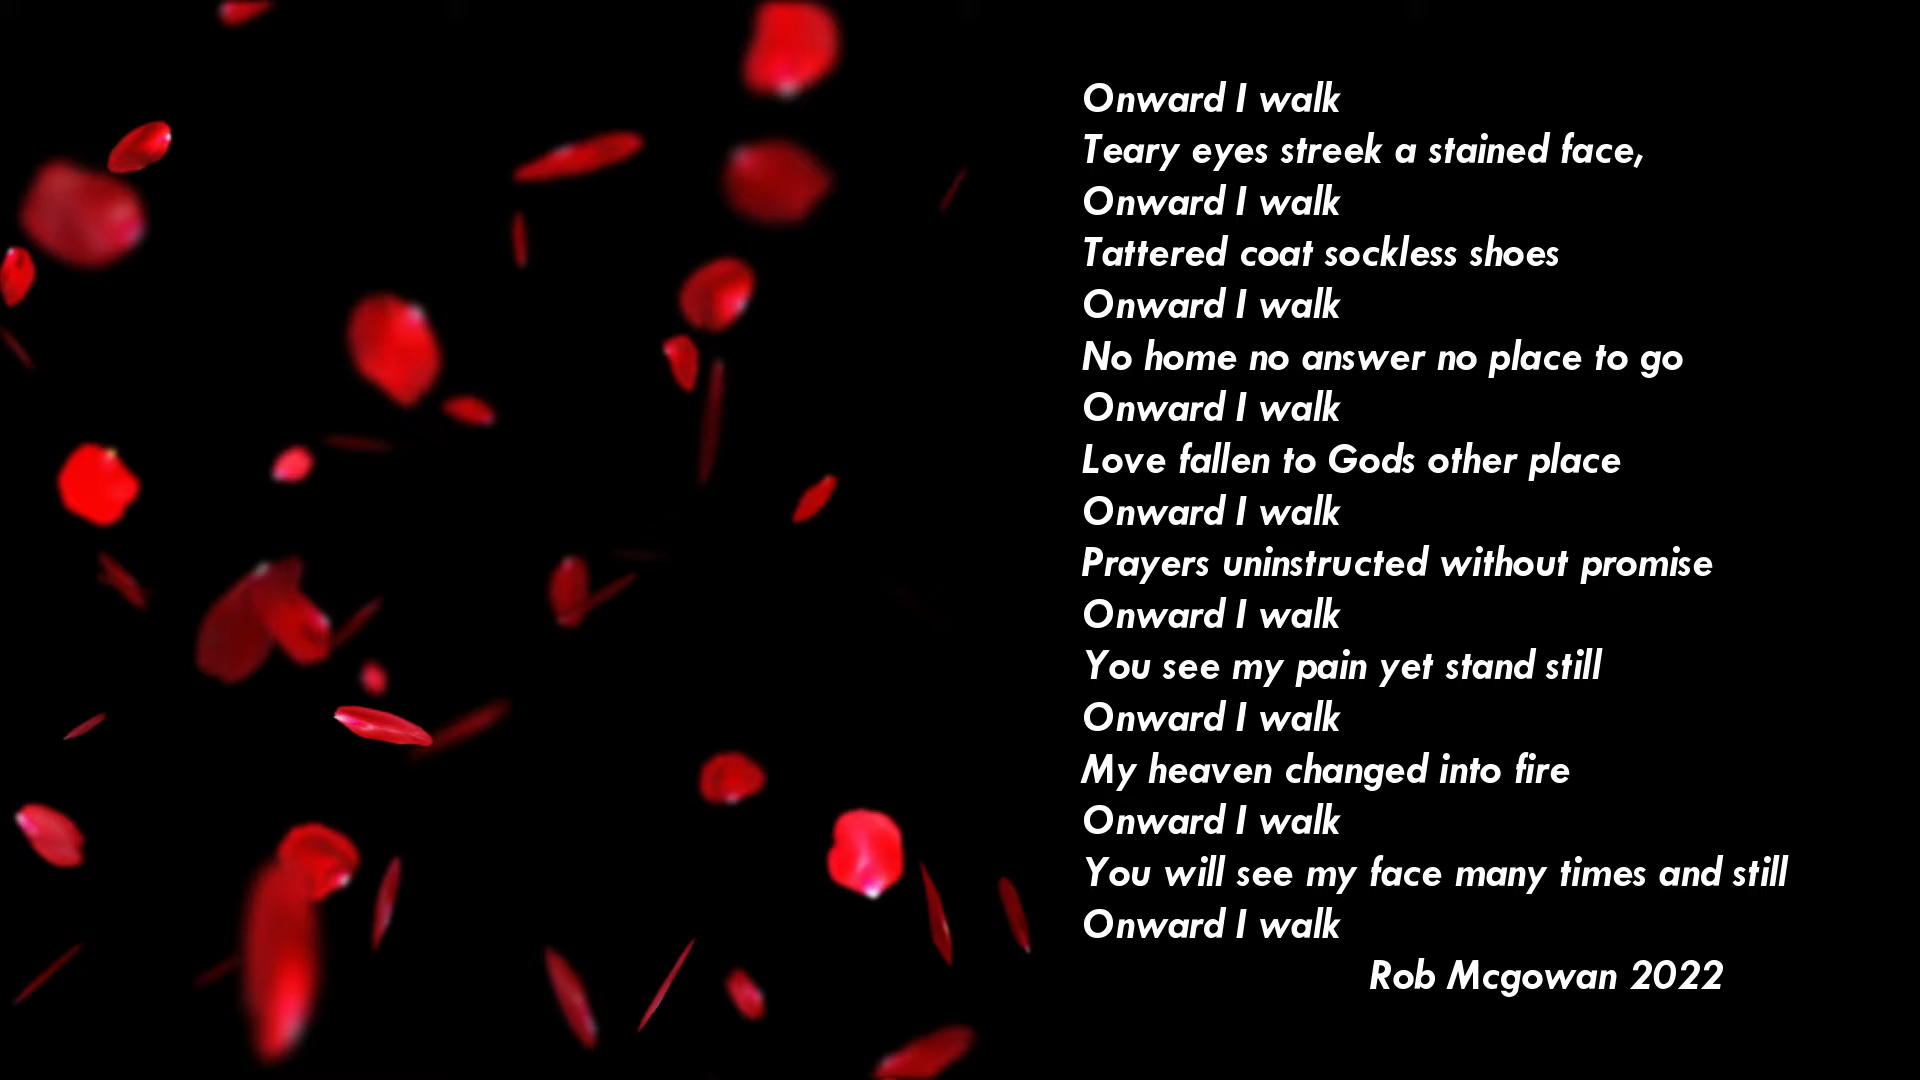 Onward I walk
Teary eyes streek a stained face,
Onward I walk
Tattered coat sockless shoes
Onward I walk
No home no answer no place to go
Onward I walk
Love fallen to Gods other place
Onward I walk
Prayers uninstructed without promise
Onward I walk
You see my pain yet stand still
Onward I walk
My heaven changed into fire
Onward I walk
You will see my face many times and still
Onward I walk
Rob Mcgowan 2022